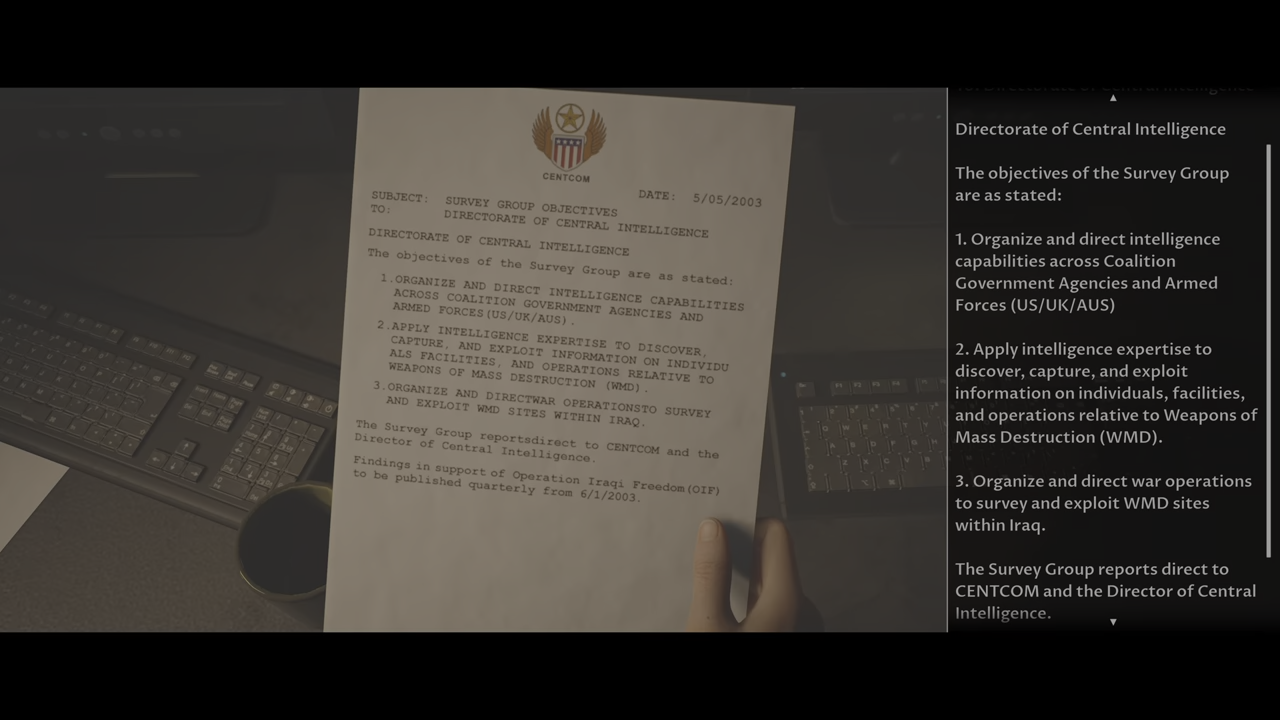 CENTCOM
DATE: 5/05/2003
SUBJECT: SURVEY GROUP OBJECTIVES
TO: DIRECTORATE OF CENTRAL INTELLIGENCE
DIRECTORATE OF CENTRAL INTELLIGENCE
The objectives of the Survey Group are as stated:
1.ORGANIZE AND DIRECT INTELLIGENCE CAPABILITIES
ACROSS COALITION GOVERNMENT AGENCIES AND
ARMED FORCES(US/UK/AUS).
2.APPLY INTELLIGENCE EXPERTISE TO DISCOVER,
CAPTURE, AND EXPLOIT INFORMATION ON INDIVIDU
ALS FACILITIES, AND OPERATIONS RELATIVE TO
WEAPONS OF MASS DESTRUCTION (WMD).
3.ORGANIZE AND DIRECTWAR OPERATIONSTO SURVEY
AND EXPLOIT WMD SITES WITHIN IRAQ.
The Survey Group reportsdirect to CENTCOM and the
Director of Central Intelligence.
Findings in support of Operation Iraqi Freedom(OIF)
to be published quarterly from 6/1/2003.
Directorate of Central Intelligence
The objectives of the Survey Group
are as stated:
1. Organize and direct intelligence
capabilities across Coalition
Government Agencies and Armed
Forces (US/UK/AUS)
2. Apply intelligence expertise to
discover, capture, and exploit
information on individuals, facilities,
and operations relative to Weapons of
Mass Destruction (WMD).
3. Organize and direct war operations
to survey and exploit WMD sites
within Iraq.
The Survey Group reports direct to
CENTCOM and the Director of Central
Intelligence.